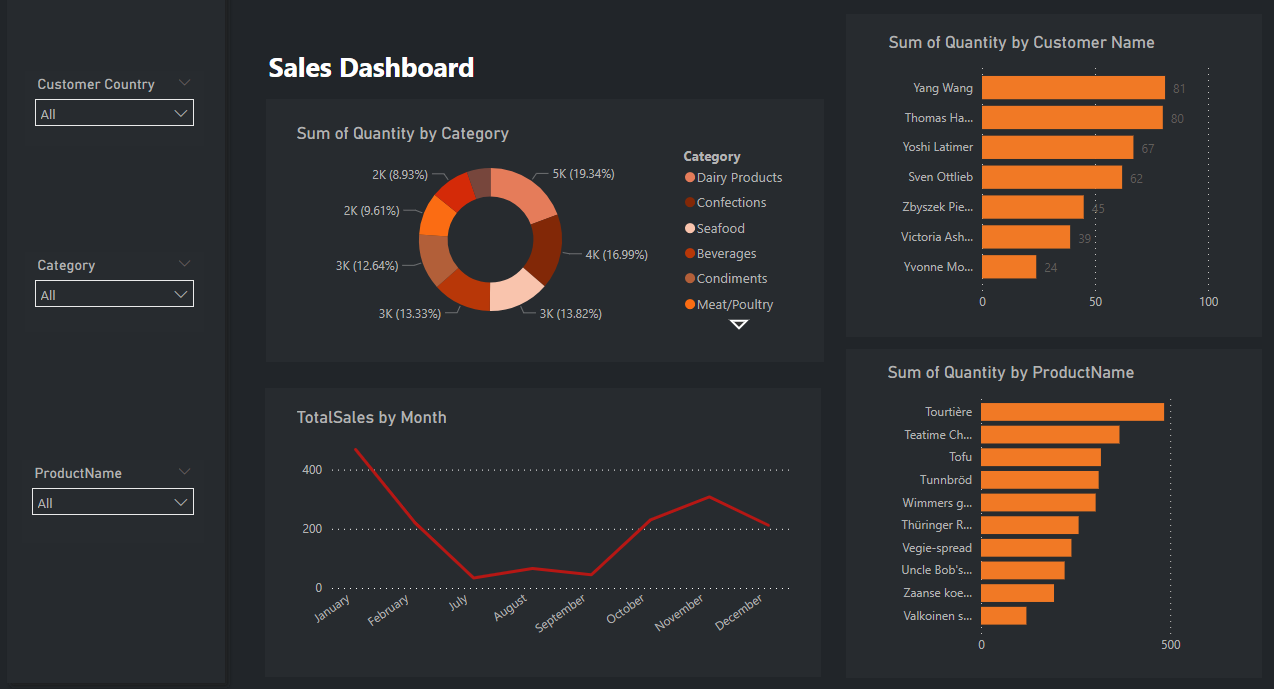 Customer Country
All
Category
All
ProductName
All
Sales Dashboard
Sum of Quantity by Category
5K (19.34%)
4K (16.99%)
3K (13.82%)
3K (13.33%)
3K (12.64%)
2K (9.61%)
2K (8.93%)
Category
Dairy Products
Confections
Seafood
Beverages
Condiments
Meat/Poultry
TotalSales by Month
400
200
0
January
February
July
August
September
October
November
December
Sum of Quantity by Customer Name
Yang Wang 81
Thomas Ha... 80
Yoshi Latimer 67
Sven Ottlieb 62
Zbyszek Pie... 45
Victoria Ash... 39
Yvonne Mo... 24
0 50 100
Sum of Quantity by ProductName
Tourtière
Teatime Ch...
Tofu
Tunnbröd
Wimmers g...
Thüringer R...
Vegie-spread
Uncle Bob's...
Zaanse koe...
Valkoinen s...
0 500